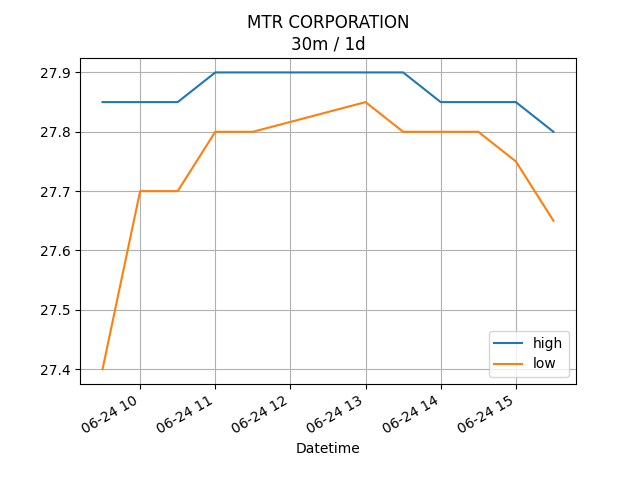 MTR CORPORATION
30m / 1d
27.9
27.8
27.7
27.6
27.5
27.4
high
low
06-24 10
06-24 11
06-24 12
06-24 13
06-24 14
06-24 15
Datetime